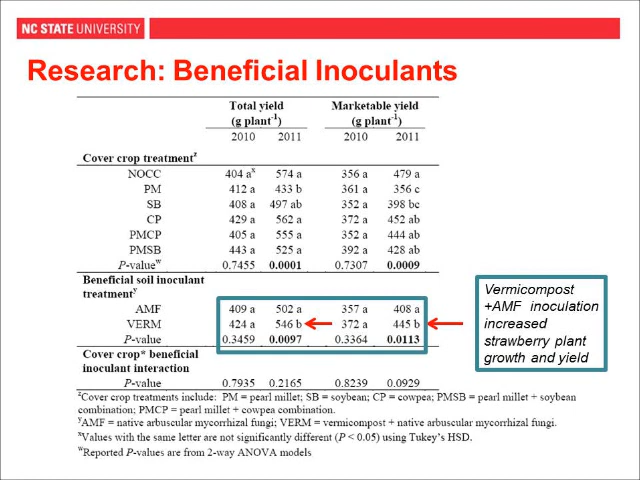 NC STATE UNIVERSITY
Research: Beneficial Inoculants
Total yield Marketable yield
(g plant⁻¹) (g plant⁻¹)
2010 2011 2010 2011
Cover crop treatmentᶻ
NOCC 404 aˣ 574 a 356 a 479 a
PM 412 a 433 b 361 a 356 c
SB 408 a 497 ab 352 a 398 bc
CP 429 a 562 a 372 a 452 ab
PMCP 405 a 555 a 352 a 444 ab
PMSB 443 a 525 a 392 a 428 ab
P-valueʷ 0.7455 0.0001 0.7307 0.0009
Beneficial soil inoculant
treatmentʸ
AMF 409 a 502 a 357 a 408 a
VERM 424 a 546 b 372 a 445 b
P-value 0.3459 0.0097 0.3364 0.0113
Cover crop* beneficial
inoculant interaction
P-value 0.7935 0.2165 0.8239 0.0929
Vermicompost
+AMF inoculation
increased
strawberry plant
growth and yield
ᶻCover crop treatments include: PM = pearl millet; SB = soybean; CP = cowpea; PMSB = pearl millet + soybean
combination; PMCP = pearl millet + cowpea combination.
ʸAMF = native arbuscular mycorrhizal fungi; VERM = vermicompost + native arbuscular mycorrhizal fungi.
ˣValues with the same letter are not significantly different (P < 0.05) using Tukey's HSD.
ʷReported P-values are from 2-way ANOVA models